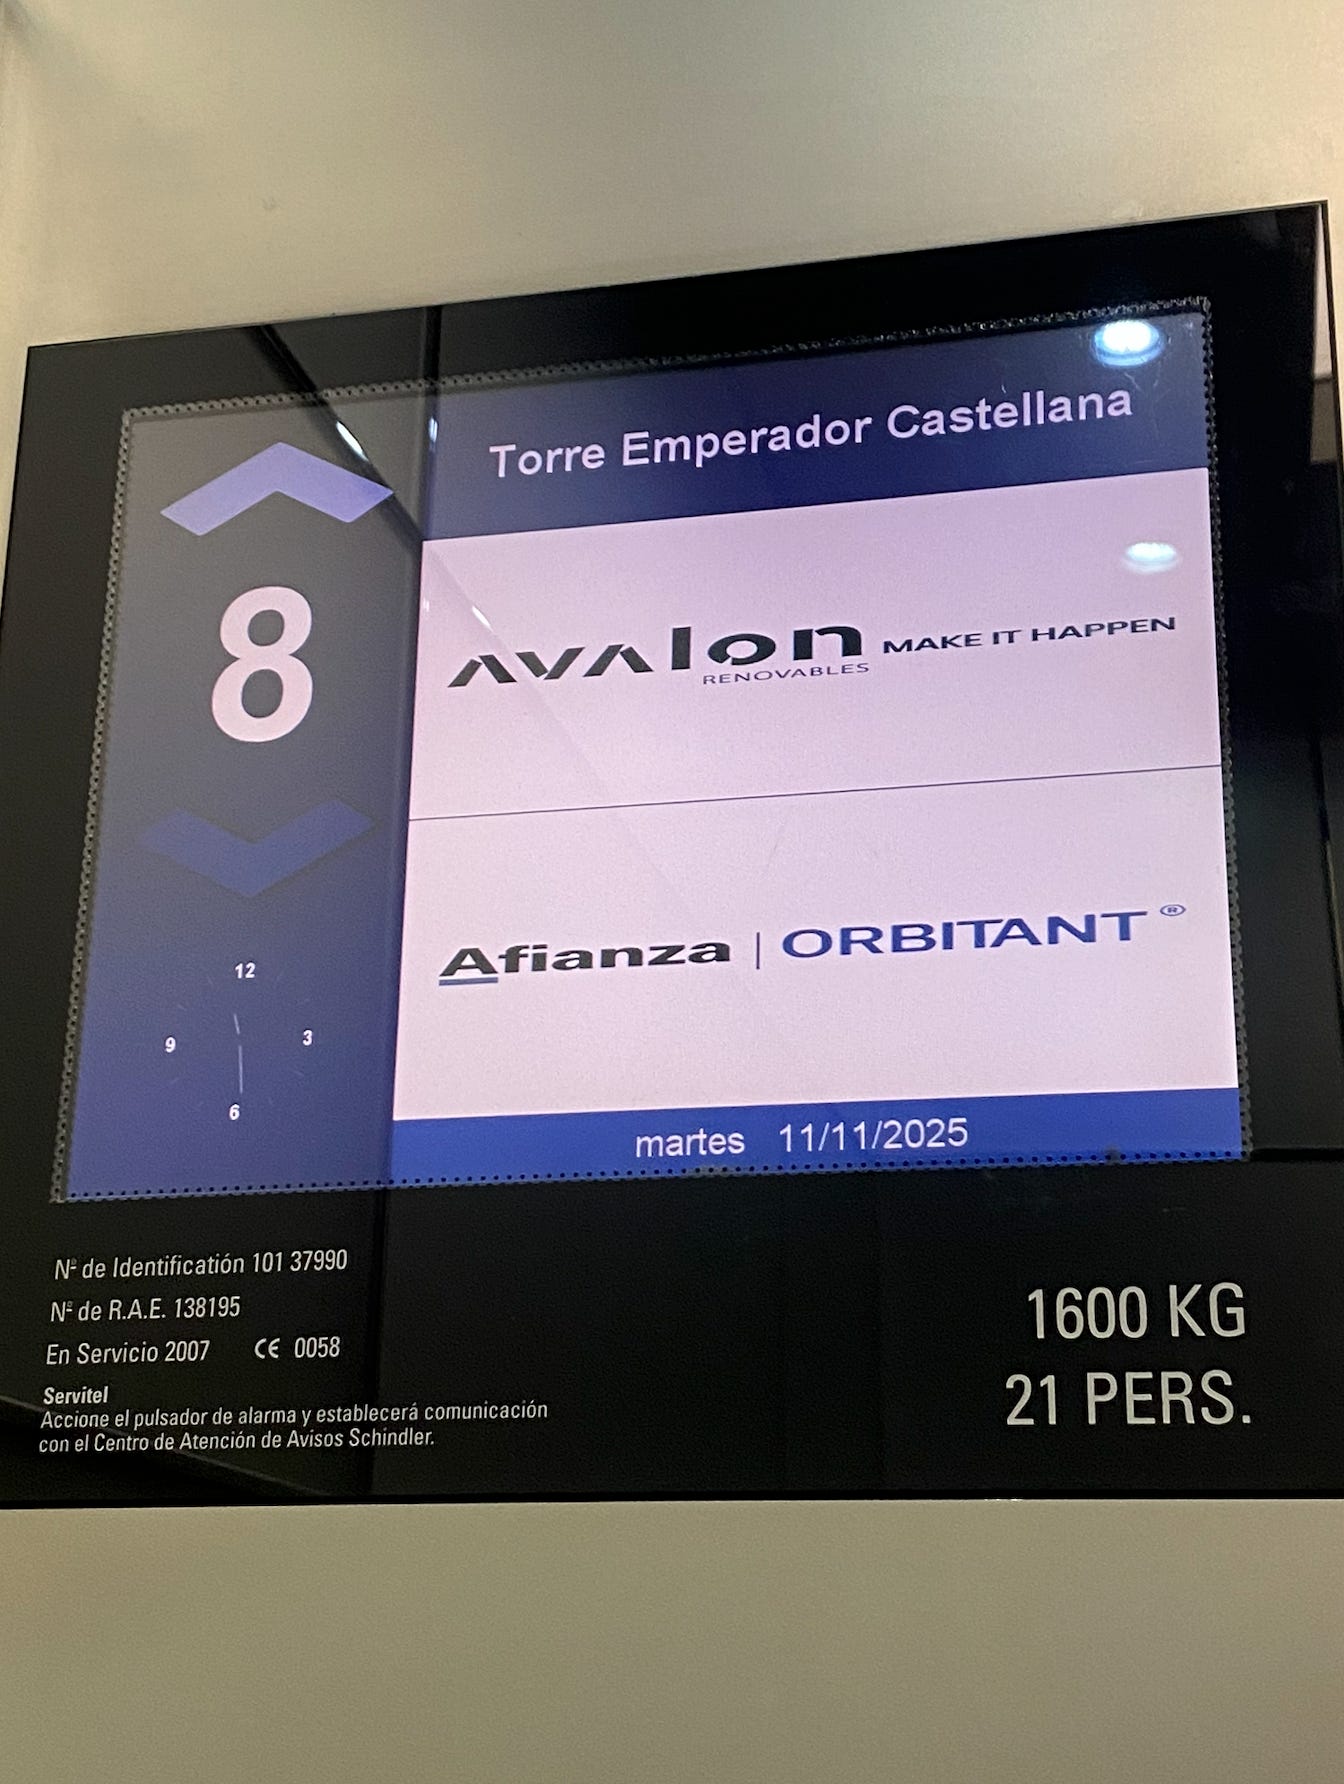 Torre Emperador Castellana
8
AVALON MAKE IT HAPPEN
RENOVABLES
Afianza | ORBITANT ®
12
9 3
6
martes 11/11/2025
Nº de Identificatión 101 37990
Nº de R.A.E. 138195
En Servicio 2007 CE 0058
Servitel
Accione el pulsador de alarma y establecerá comunicación
con el Centro de Atención de Avisos Schindler.
1600 KG
21 PERS.